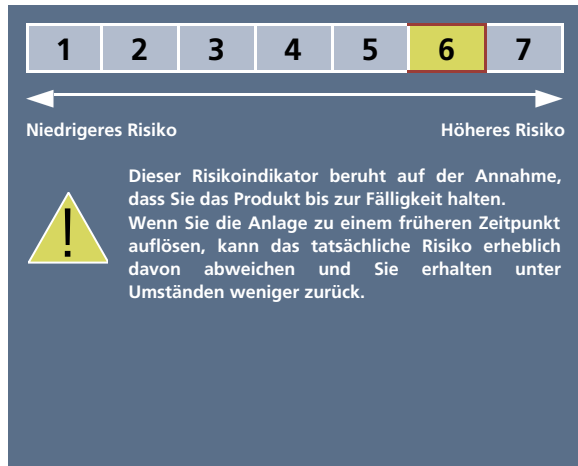 1 2 3 4 5 6 7
Niedrigeres Risiko Höheres Risiko
!
Dieser Risikoindikator beruht auf der Annahme,
dass Sie das Produkt bis zur Fälligkeit halten.
Wenn Sie die Anlage zu einem früheren Zeitpunkt
auflösen, kann das tatsächliche Risiko erheblich
davon abweichen und Sie erhalten unter
Umständen weniger zurück.